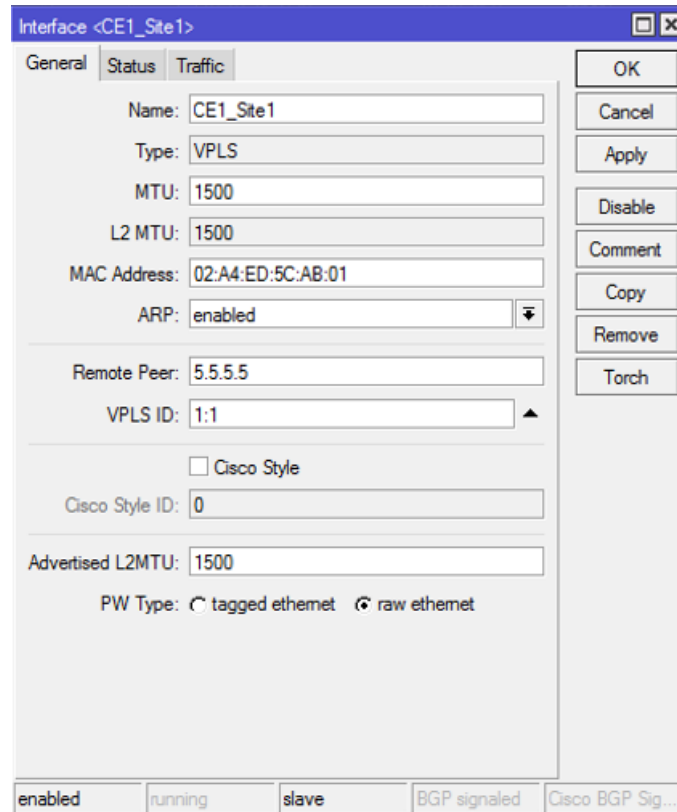 Interface <CE1_Site1>
General Status Traffic
OK
Cancel
Apply
Disable
Comment
Copy
Remove
Torch
Name: CE1_Site1
Type: VPLS
MTU: 1500
L2 MTU: 1500
MAC Address: 02:A4:ED:5C:AB:01
ARP: enabled
Remote Peer: 5.5.5.5
VPLS ID: 1:1
Cisco Style
Cisco Style ID: 0
Advertised L2MTU: 1500
PW Type: tagged ethernet raw ethernet
enabled running slave BGP signaled Cisco BGP Sig...